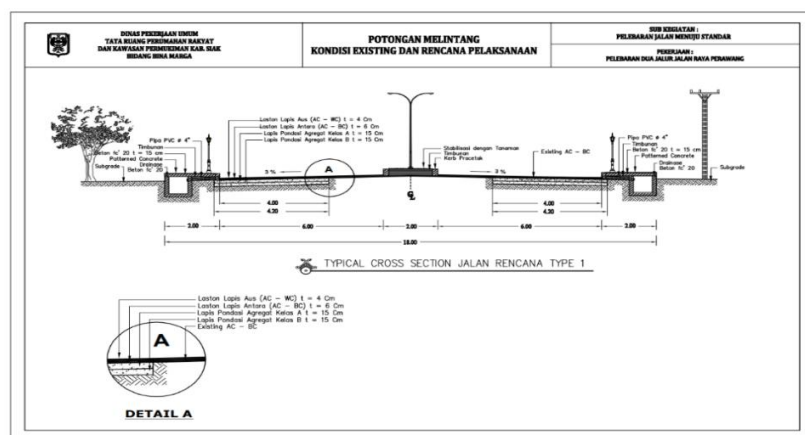 DINAS PEKERJAAN UMUM
TATA RUANG PERUMAHAN RAKYAT
DAN KAWASAN PERMUKIMAN KAB. SIAK
BIDANG BINA MARGA
POTONGAN MELINTANG
KONDISI EXISTING DAN RENCANA PELAKSANAAN
SUB KEGIATAN :
PELEBARAN JALAN MENUJU STANDAR
PEKERJAAN :
PELEBARAN DUA JALUR JALAN RAYA PERAWANG
Laston Lapis Aus (AC - WC) t = 4 Cm
Laston Lapis Antara (AC - BC) t = 6 Cm
Lapis Pondasi Agregat Kelas A t = 15 Cm
Lapis Pondasi Agregat Kelas B t = 15 Cm
Pipa PVC ø 4"
Timbunan
Beton fc' 20 t = 15 cm
Patterned Concrete
Drainase
Beton fc' 20
Subgrade
Stabilisasi dengan Tanaman
Timbunan
Kerb Pracetak
Existing AC - BC
Pipa PVC ø 4"
Timbunan
Beton fc' 20 t = 15 cm
Patterned Concrete
Drainase
Beton fc' 20
Subgrade
3 %
A
3 %
CL
4.00
4.20
4.00
4.20
2.00
6.00
2.00
6.00
2.00
18.00
TYPICAL CROSS SECTION JALAN RENCANA TYPE 1
Laston Lapis Aus (AC - WC) t = 4 Cm
Laston Lapis Antara (AC - BC) t = 6 Cm
Lapis Pondasi Agregat Kelas A t = 15 Cm
Lapis Pondasi Agregat Kelas B t = 15 Cm
Existing AC - BC
A
DETAIL A